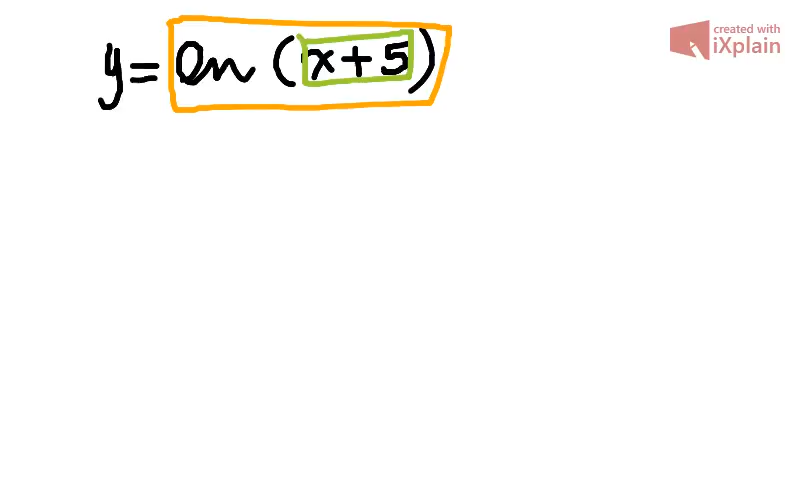 y = ln (x + 5)
created with
iXplain